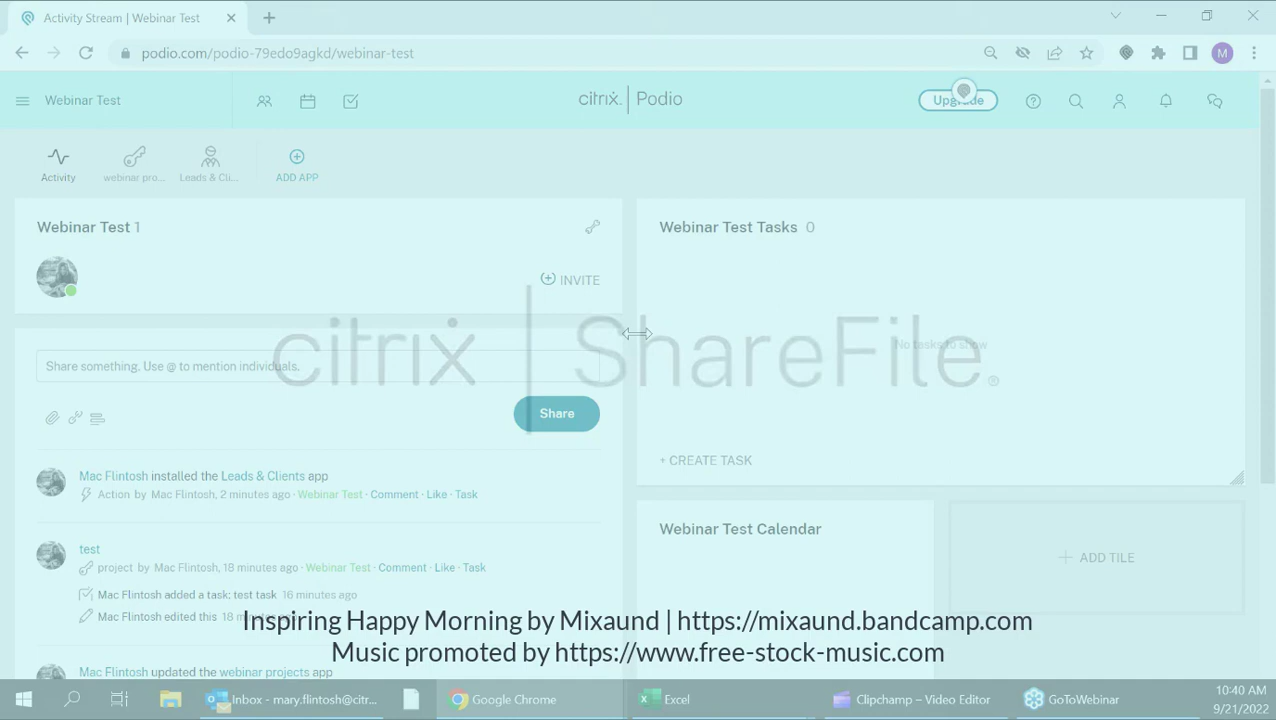 Activity Stream | Webinar Test
podio.com/podio-79edo9agkd/webinar-test
M
Webinar Test
citrix. | Podio
Upgrade
Activity
webinar pro...
Leads & Cli...
ADD APP
Webinar Test 1
INVITE
Share something. Use @ to mention individuals.
Share
Mac Flintosh installed the Leads & Clients app
Action by Mac Flintosh, 2 minutes ago · Webinar Test · Comment · Like · Task
test
project by Mac Flintosh, 18 minutes ago · Webinar Test · Comment · Like · Task
Mac Flintosh added a task: test task 16 minutes ago
Mac Flintosh edited this 18 minutes ago
Mac Flintosh updated the webinar projects app
Webinar Test Tasks 0
No tasks to show
+ CREATE TASK
Webinar Test Calendar
ADD TILE
citrix | ShareFile®
Inspiring Happy Morning by Mixaund | https://mixaund.bandcamp.com
Music promoted by https://www.free-stock-music.com
Inbox - mary.flintosh@citr...
Google Chrome
Excel
Clipchamp – Video Editor
GoToWebinar
10:40 AM
9/21/2022